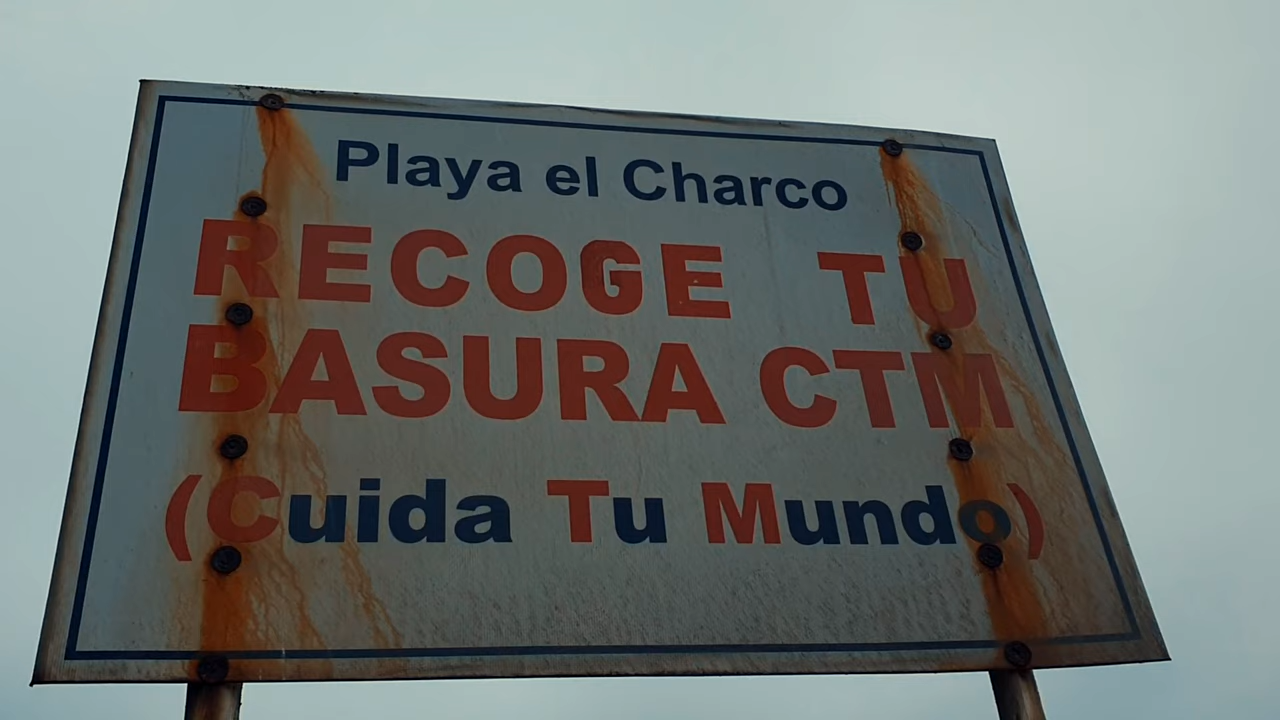 Playa el Charco
RECOGE TU
BASURA CTM
(Cuida Tu Mundo)